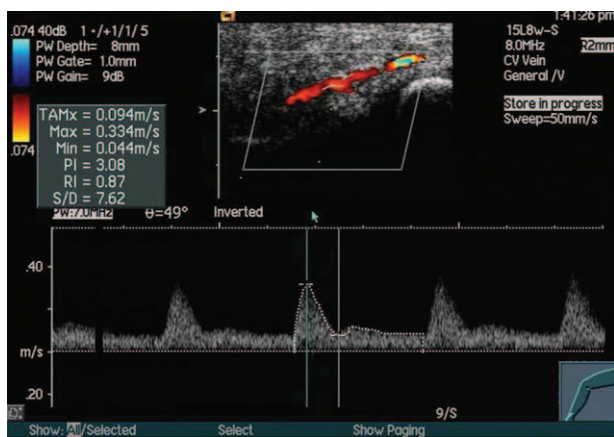 1:41:26 pm
.074 40dB 1 •/+1/1/ 5
PW Depth= 8mm
PW Gate= 1.0mm
PW Gain= 9dB
15L8w-S
8.0MHz R2mm
CV Vein
General /V
Store in progress
Sweep=50mm/s
TAMx = 0.094m/s
Max = 0.334m/s
Min = 0.044m/s
PI = 3.08
RI = 0.87
S/D = 7.62
.074
PW:7.0MHz θ=49° Inverted
.40
m/s
.20
9/S
Show: All/Selected Select Show Paging